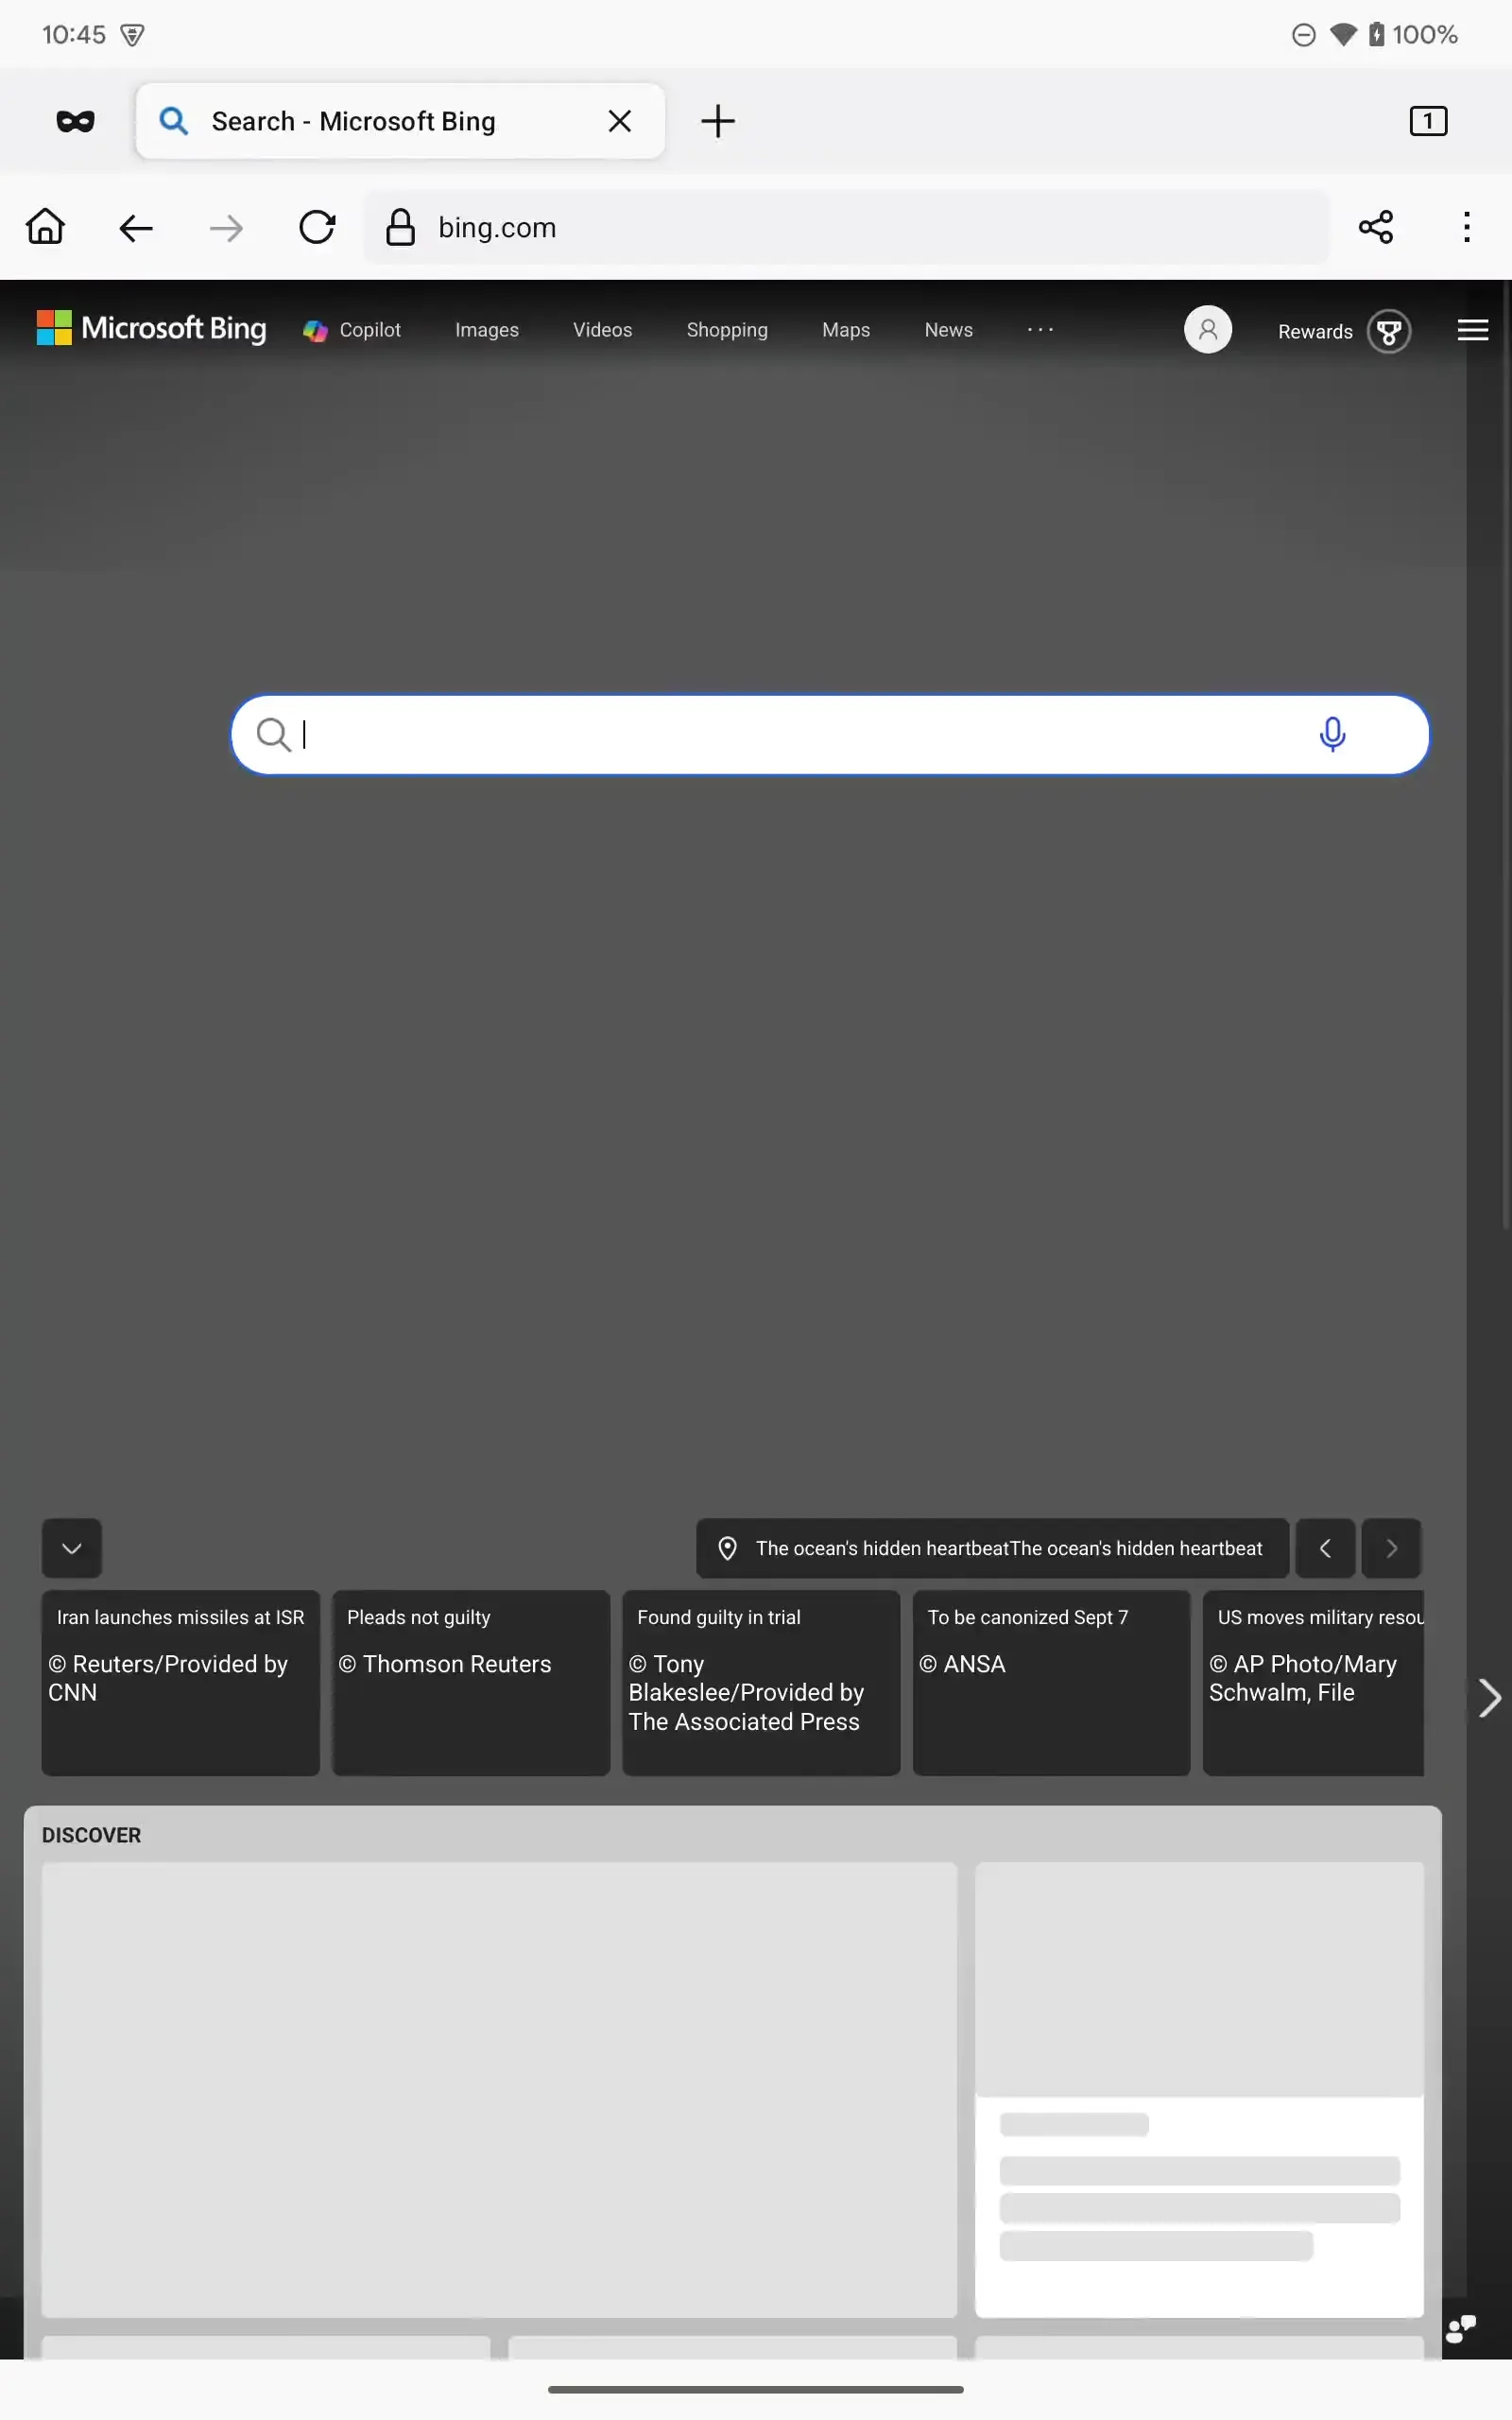 10:45
100%
Search - Microsoft Bing
1
bing.com
Microsoft Bing
Copilot
Images
Videos
Shopping
Maps
News
Rewards
The ocean's hidden heartbeatThe ocean's hidden heartbeat
Iran launches missiles at ISR
© Reuters/Provided by
CNN
Pleads not guilty
© Thomson Reuters
Found guilty in trial
© Tony
Blakeslee/Provided by
The Associated Press
To be canonized Sept 7
© ANSA
US moves military resou
© AP Photo/Mary
Schwalm, File
DISCOVER